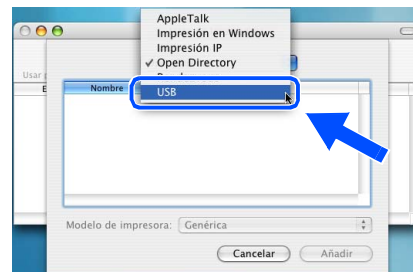 AppleTalk
Impresión en Windows
Impresión IP
✓ Open Directory
USB
Usar
Nombre
Modelo de impresora: Genérica
Cancelar Añadir